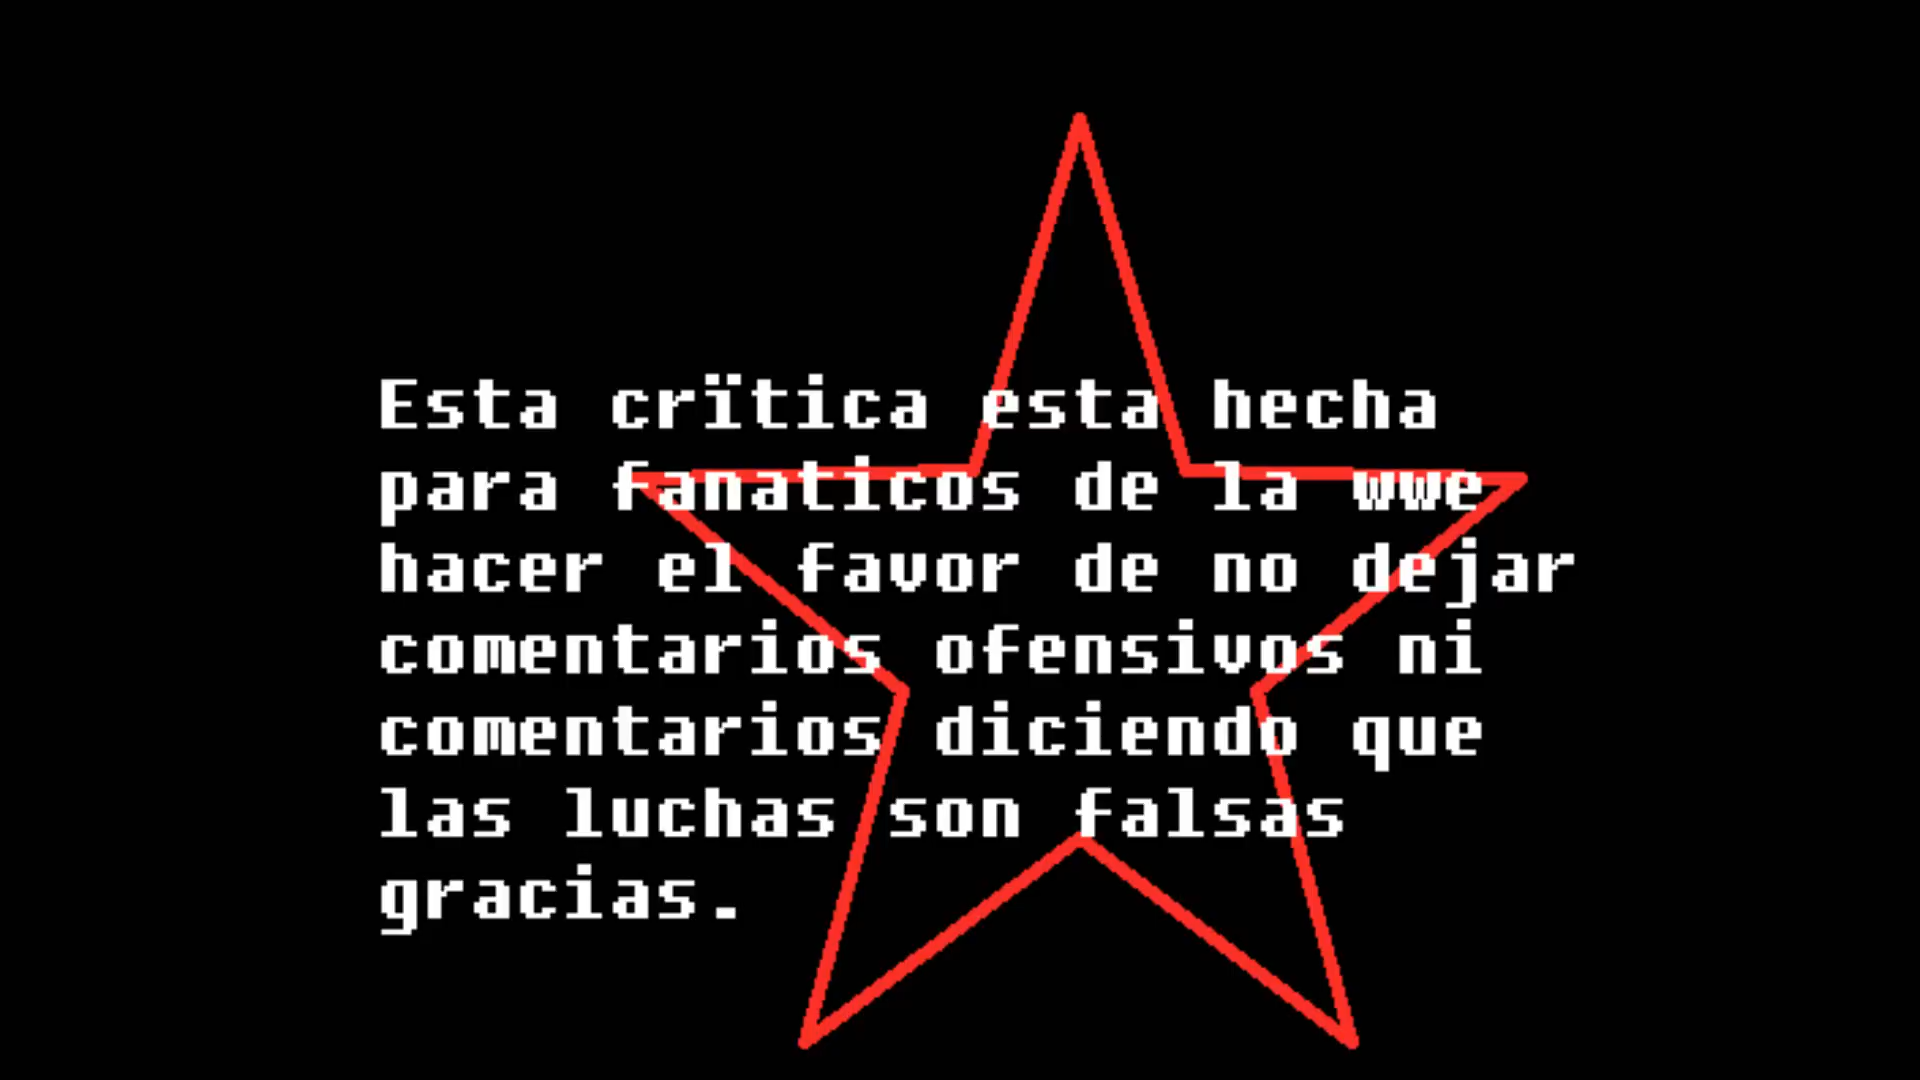 Esta crïtica esta hecha
para fanaticos de la wwe
hacer el favor de no dejar
comentarios ofensivos ni
comentarios diciendo que
las luchas son falsas
gracias.